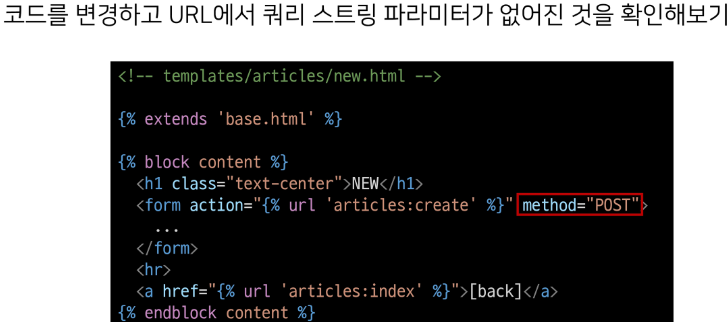 코드를 변경하고 URL에서 쿼리 스트링 파라미터가 없어진 것을 확인해보기
<!-- templates/articles/new.html -->
{% extends 'base.html' %}
{% block content %}
<h1 class="text-center">NEW</h1>
<form action="{% url 'articles:create' %}" method="POST">
...
</form>
<hr>
<a href="{% url 'articles:index' %}">[back]</a>
{% endblock content %}